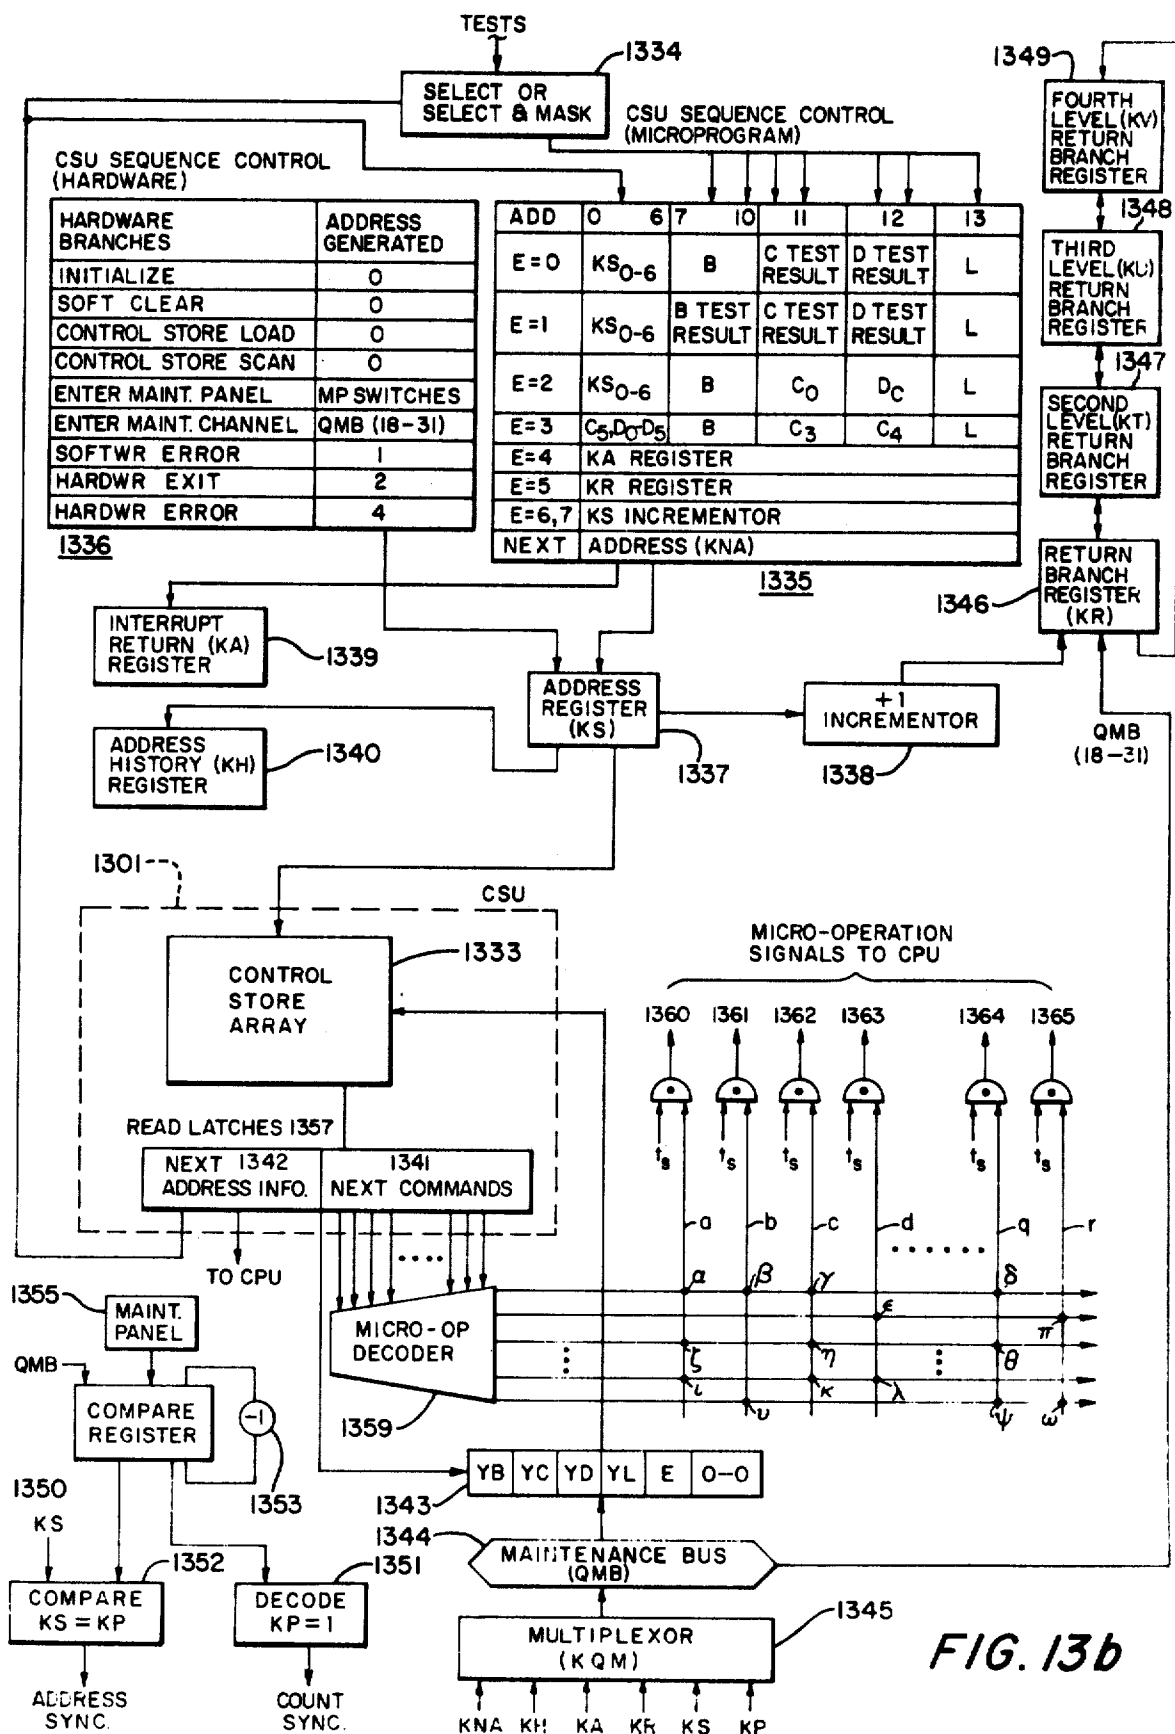 TESTS
1334
SELECT OR
SELECT & MASK
CSU SEQUENCE CONTROL
(MICROPROGRAM)
CSU SEQUENCE CONTROL
(HARDWARE)
HARDWARE BRANCHES ADDRESS GENERATED
INITIALIZE 0
SOFT CLEAR 0
CONTROL STORE LOAD 0
CONTROL STORE SCAN 0
ENTER MAINT. PANEL MP SWITCHES
ENTER MAINT. CHANNEL QMB (18-31)
SOFTWR ERROR 1
HARDWR EXIT 2
HARDWR ERROR 4
1336
ADD 0 6 7 10 11 12 13
E=0 KS0-6 B C TEST RESULT D TEST RESULT L
E=1 KS0-6 B TEST RESULT C TEST RESULT D TEST RESULT L
E=2 KS0-6 B C0 DC L
E=3 C5,D0-D5 B C3 C4 L
E=4 KA REGISTER
E=5 KR REGISTER
E=6,7 KS INCREMENTOR
NEXT ADDRESS (KNA)
1335
1349
FOURTH
LEVEL(KV)
RETURN
BRANCH
REGISTER
1348
THIRD
LEVEL(KU)
RETURN
BRANCH
REGISTER
1347
SECOND
LEVEL(KT)
RETURN
BRANCH
REGISTER
1346
RETURN
BRANCH
REGISTER
(KR)
QMB
(18-31)
INTERRUPT
RETURN (KA)
REGISTER
1339
ADDRESS
HISTORY (KH)
REGISTER
1340
ADDRESS
REGISTER
(KS)
1337
+1
INCREMENTOR
1338
1301
CSU
CONTROL
STORE
ARRAY
1333
READ LATCHES 1357
NEXT 1342
ADDRESS INFO.
1341
NEXT COMMANDS
TO CPU
MICRO-OPERATION
SIGNALS TO CPU
1360 1361 1362 1363 1364 1365
ts ts ts ts ts ts
a b c d q r
α β γ δ
ε π
ζ η θ
ι κ λ
υ ψ ω
MICRO-OP
DECODER
1359
1355
MAINT.
PANEL
QMB
COMPARE
REGISTER
-1
1353
1350
KS
1352
COMPARE
KS=KP
ADDRESS
SYNC.
1351
DECODE
KP=1
COUNT
SYNC.
YB YC YD YL E 0-0
1343
1344
MAINTENANCE BUS
(QMB)
1345
MULTIPLEXOR
(KQM)
KNA KH KA KR KS KP
FIG. 13b